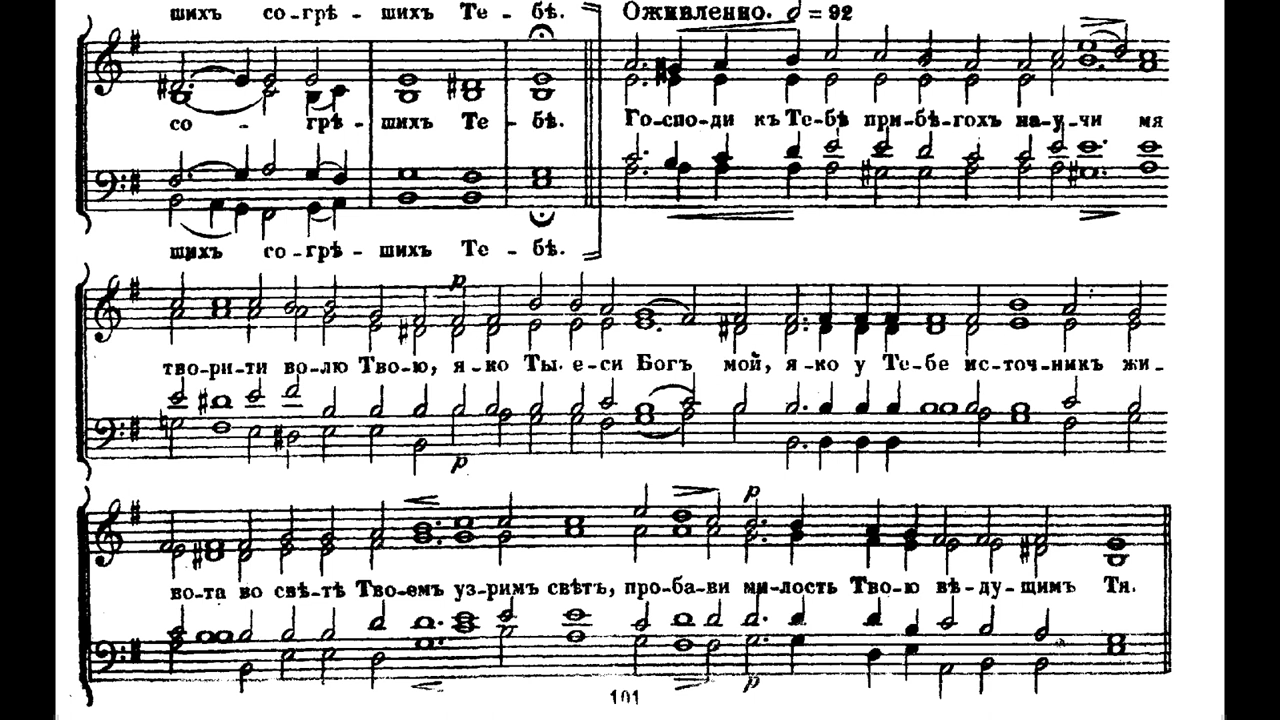 шихъ со-грѣ - шихъ Те - бѣ. Оживленно. = 92
со - грѣ - шихъ Те - бѣ. Го-спо-ди къ Те-бѣ при-бѣ-гохъ на-у-чи мя
шихъ со-грѣ - шихъ Те - бѣ.
p
тво-ри-ти во-лю Тво-ю, я-ко Ты е-си Богъ мой, я-ко у Те-бе ис-точ-никъ жи-
p
p
во-та во свѣ-тѣ Тво-емъ уз-римъ свѣтъ, про-ба-ви ми-лость Тво-ю вѣ-ду-щимъ Тя.
p
101